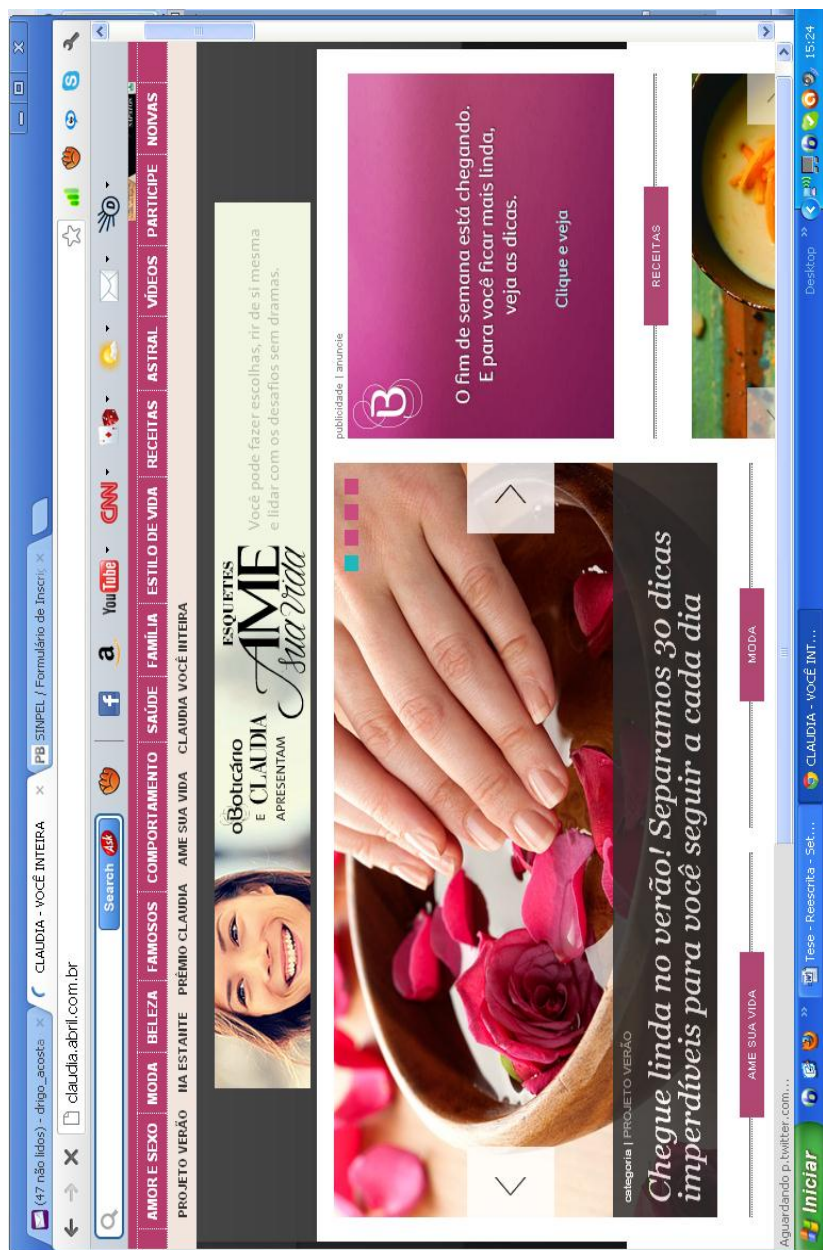 (47 não lidos) - drigo_acosta
CLAUDIA - VOCÊ INTEIRA
PB SINPEL / Formulário de Inscriç
claudia.abril.com.br
Search Ask
f
a
You Tube
CNN
AMOR E SEXO
MODA
BELEZA
FAMOSOS
COMPORTAMENTO
SAÚDE
FAMÍLIA
ESTILO DE VIDA
RECEITAS
ASTRAL
VÍDEOS
PARTICIPE
NOIVAS
PROJETO VERÃO
NA ESTANTE
PRÊMIO CLAUDIA
AME SUA VIDA
CLAUDIA VOCÊ INTEIRA
oBoticário
E CLAUDIA
APRESENTAM
ESQUETES
AME
sua vida
Você pode fazer escolhas, rir de si mesma
e lidar com os desafios sem dramas.
categoria | PROJETO VERÃO
Chegue linda no verão! Separamos 30 dicas
imperdíveis para você seguir a cada dia
publicidade | anuncie
B
O fim de semana está chegando.
E para você ficar mais linda,
veja as dicas.
Clique e veja
AME SUA VIDA
MODA
RECEITAS
Aguardando p.twitter.com...
Iniciar
Tese - Reescrita - Set...
CLAUDIA - VOCÊ INT...
Desktop
15:24